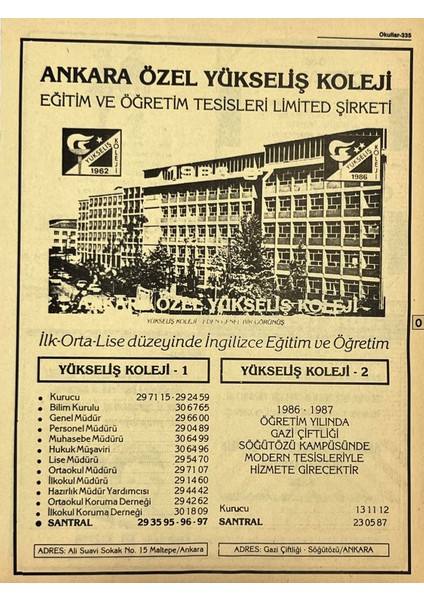 Okullar-335
ANKARA ÖZEL YÜKSELİŞ KOLEJİ
EĞİTİM VE ÖĞRETİM TESİSLERİ LİMİTED ŞİRKETİ
YÜKSELİŞ
KOLEJİ
1962
YÜKSELİŞ
KOLEJİ
1986
ANKARA ÖZEL YÜKSELİŞ KOLEJİ
YÜKSELİŞ KOLEJİ
BİR GÖRÜNÜŞ
İlk-Orta-Lise düzeyinde İngilizce Eğitim ve Öğretim
YÜKSELİŞ KOLEJİ - 1
Kurucu 29 71 15 - 29 24 59
Bilim Kurulu 30 67 65
Genel Müdür 29 66 00
Personel Müdürü 29 04 89
Muhasebe Müdürü 30 64 99
Hukuk Müşaviri 30 64 96
Lise Müdürü 29 54 70
Ortaokul Müdürü 29 71 07
İlkokul Müdürü 29 14 60
Hazırlık Müdür Yardımcısı 29 44 42
Ortaokul Koruma Derneği 29 42 62
İlkokul Koruma Derneği 30 18 09
SANTRAL 29 35 95 - 96 - 97
ADRES: Ali Suavi Sokak No. 15 Maltepe/Ankara
YÜKSELİŞ KOLEJİ - 2
1986 - 1987
ÖĞRETİM YILINDA
GAZİ ÇİFTLİĞİ
SÖĞÜTÖZÜ KAMPUSÜNDE
MODERN TESİSLERİYLE
HİZMETE GİRECEKTİR
Kurucu 13 11 12
SANTRAL 23 05 87
ADRES: Gazi Çiftliği - Söğütözü/ANKARA
O